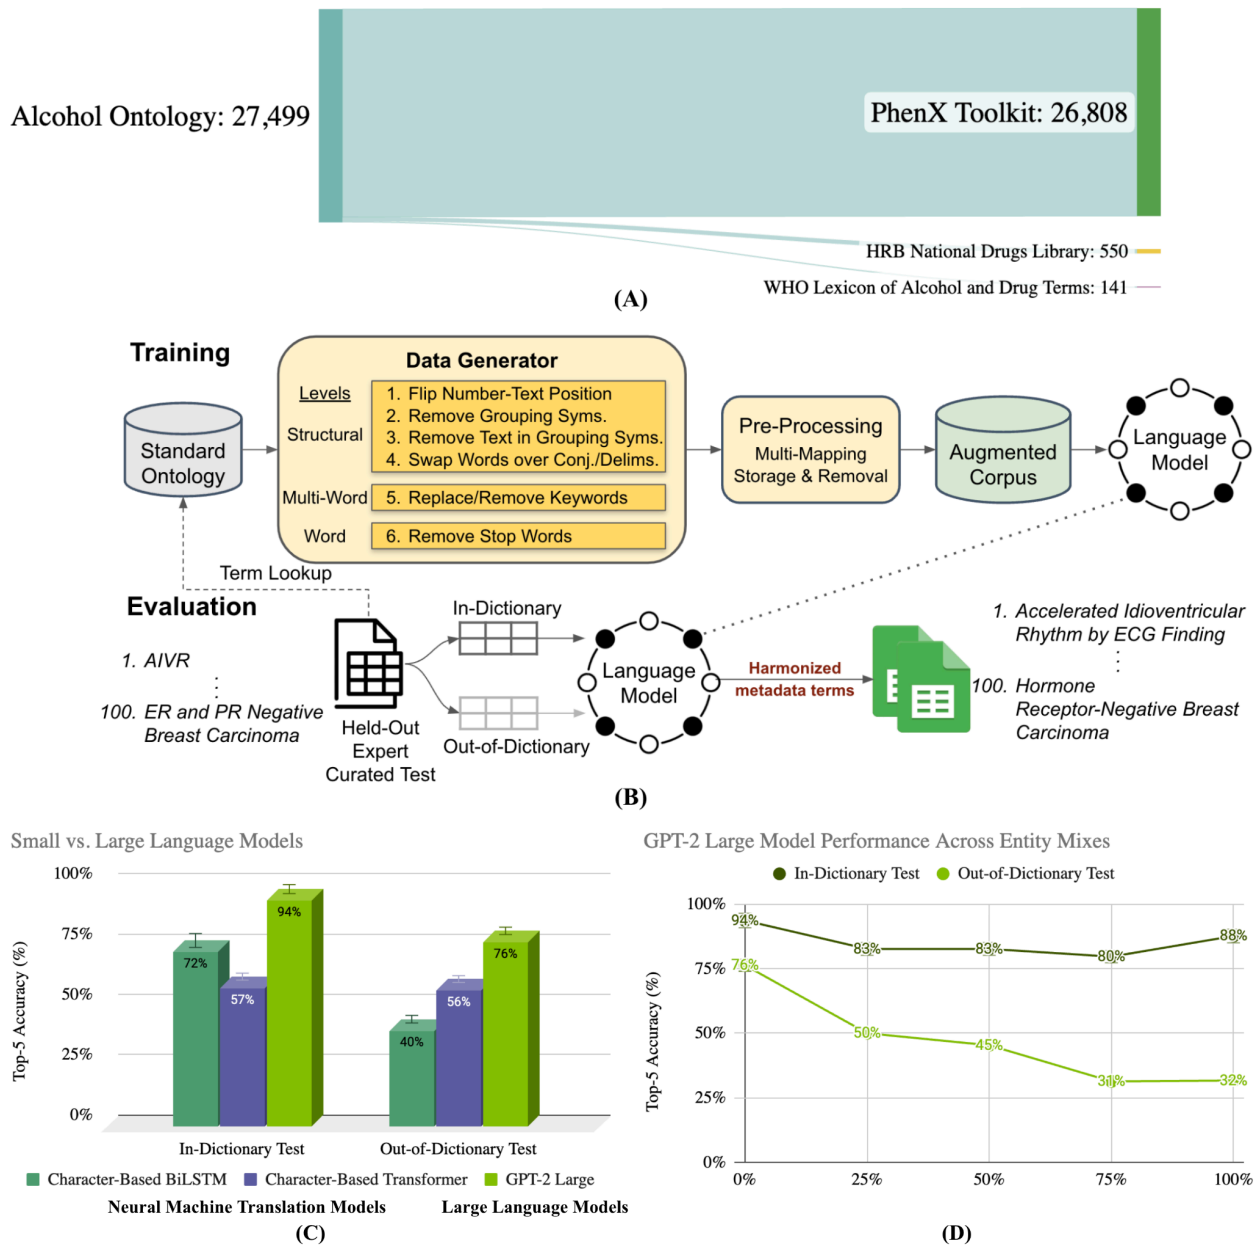 Alcohol Ontology: 27,499
PhenX Toolkit: 26,808
HRB National Drugs Library: 550
WHO Lexicon of Alcohol and Drug Terms: 141
(A)
Training
Standard
Ontology
Data Generator
Levels
Structural
1. Flip Number-Text Position
2. Remove Grouping Syms.
3. Remove Text in Grouping Syms.
4. Swap Words over Conj./Delims.
Multi-Word
5. Replace/Remove Keywords
Word
6. Remove Stop Words
Pre-Processing
Multi-Mapping
Storage & Removal
Augmented
Corpus
Language
Model
Term Lookup
Evaluation
1. AIVR
100. ER and PR Negative
Breast Carcinoma
Held-Out
Expert
Curated Test
In-Dictionary
Out-of-Dictionary
Language
Model
Harmonized
metadata terms
1. Accelerated Idioventricular
Rhythm by ECG Finding
100. Hormone
Receptor-Negative Breast
Carcinoma
(B)
Small vs. Large Language Models
Top-5 Accuracy (%)
100%
75%
50%
25%
0%
72%
57%
94%
40%
56%
76%
In-Dictionary Test
Out-of-Dictionary Test
Character-Based BiLSTM
Character-Based Transformer
GPT-2 Large
Neural Machine Translation Models
Large Language Models
(C)
GPT-2 Large Model Performance Across Entity Mixes
In-Dictionary Test
Out-of-Dictionary Test
Top-5 Accuracy (%)
100%
75%
50%
25%
0%
94%
83%
83%
80%
88%
76%
50%
45%
31%
32%
0%
25%
50%
75%
100%
(D)